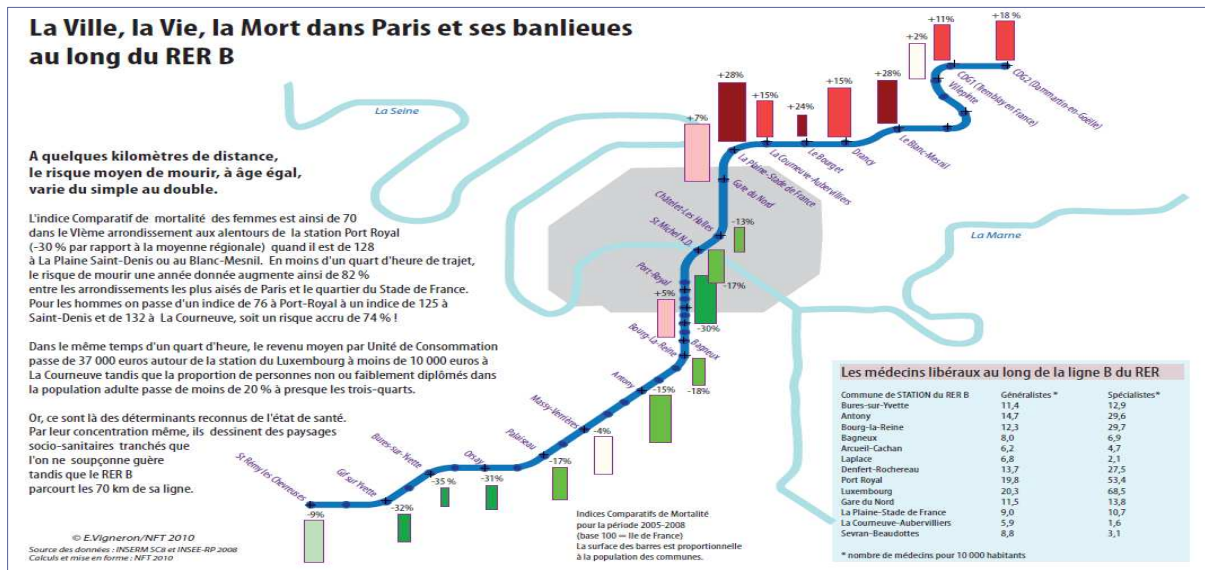 La Ville, la Vie, la Mort dans Paris et ses banlieues
au long du RER B
A quelques kilomètres de distance,
le risque moyen de mourir, à âge égal,
varie du simple au double.
L'indice Comparatif de mortalité des femmes est ainsi de 70
dans le VIème arrondissement aux alentours de la station Port Royal
(-30 % par rapport à la moyenne régionale) quand il est de 128
à La Plaine Saint-Denis ou au Blanc-Mesnil. En moins d'un quart d'heure de trajet,
le risque de mourir une année donnée augmente ainsi de 82 %
entre les arrondissements les plus aisés de Paris et le quartier du Stade de France.
Pour les hommes on passe d'un indice de 76 à Port-Royal à un indice de 125 à
Saint-Denis et de 132 à La Courneuve, soit un risque accru de 74 % !
Dans le même temps d'un quart d'heure, le revenu moyen par Unité de Consommation
passe de 37 000 euros autour de la station du Luxembourg à moins de 10 000 euros à
La Courneuve tandis que la proportion de personnes non ou faiblement diplômés dans
la population adulte passe de moins de 20 % à presque les trois-quarts.
Or, ce sont là des déterminants reconnus de l'état de santé.
Par leur concentration même, ils dessinent des paysages
socio-sanitaires tranchés que
l'on ne soupçonne guère
tandis que le RER B
parcourt les 70 km de sa ligne.
© E.Vigneron/NFT 2010
Source des données : INSERM SC8 et INSEE-RP 2008
Calculs et mise en forme : NFT 2010
La Seine
La Marne
+18 %
+11%
+2%
+28%
+15%
+24%
+15%
+28%
+7%
CDG2 (Dammartin-en-Goële)
CDG1 (Tremblay en France)
Villepinte
Le Blanc-Mesnil
Drancy
Le Bourget
La Courneuve-Aubervilliers
La Plaine-Stade de France
Gare du Nord
Châtelet-Les Halles
-13%
St Michel N.D.
-17%
Port-Royal
-30%
+5%
Bagneux
Bourg-La-Reine
-18%
Antony
-15%
Massy-Verrières
-4%
Palaiseau
-17%
Orsay
-31%
Bures-sur-Yvette
-35 %
Gif sur Yvette
-32%
St Rémy les Chevreuses
-9%
Indices Comparatifs de Mortalité
pour la période 2005-2008
(base 100 = Ile de France)
La surface des barres est proportionnelle
à la population des communes.
Les médecins libéraux au long de la ligne B du RER
Commune de STATION du RER B Généralistes * Spécialistes*
Bures-sur-Yvette 11,4 12,9
Antony 14,7 29,6
Bourg-la-Reine 12,3 29,7
Bagneux 8,0 6,9
Arcueil-Cachan 6,2 4,7
Laplace 6,8 2,1
Denfert-Rochereau 13,7 27,5
Port Royal 19,8 53,4
Luxembourg 20,3 68,5
Gare du Nord 11,5 13,8
La Plaine-Stade de France 9,0 10,7
La Courneuve-Aubervilliers 5,9 1,6
Sevran-Beaudottes 8,8 3,1
* nombre de médecins pour 10 000 habitants